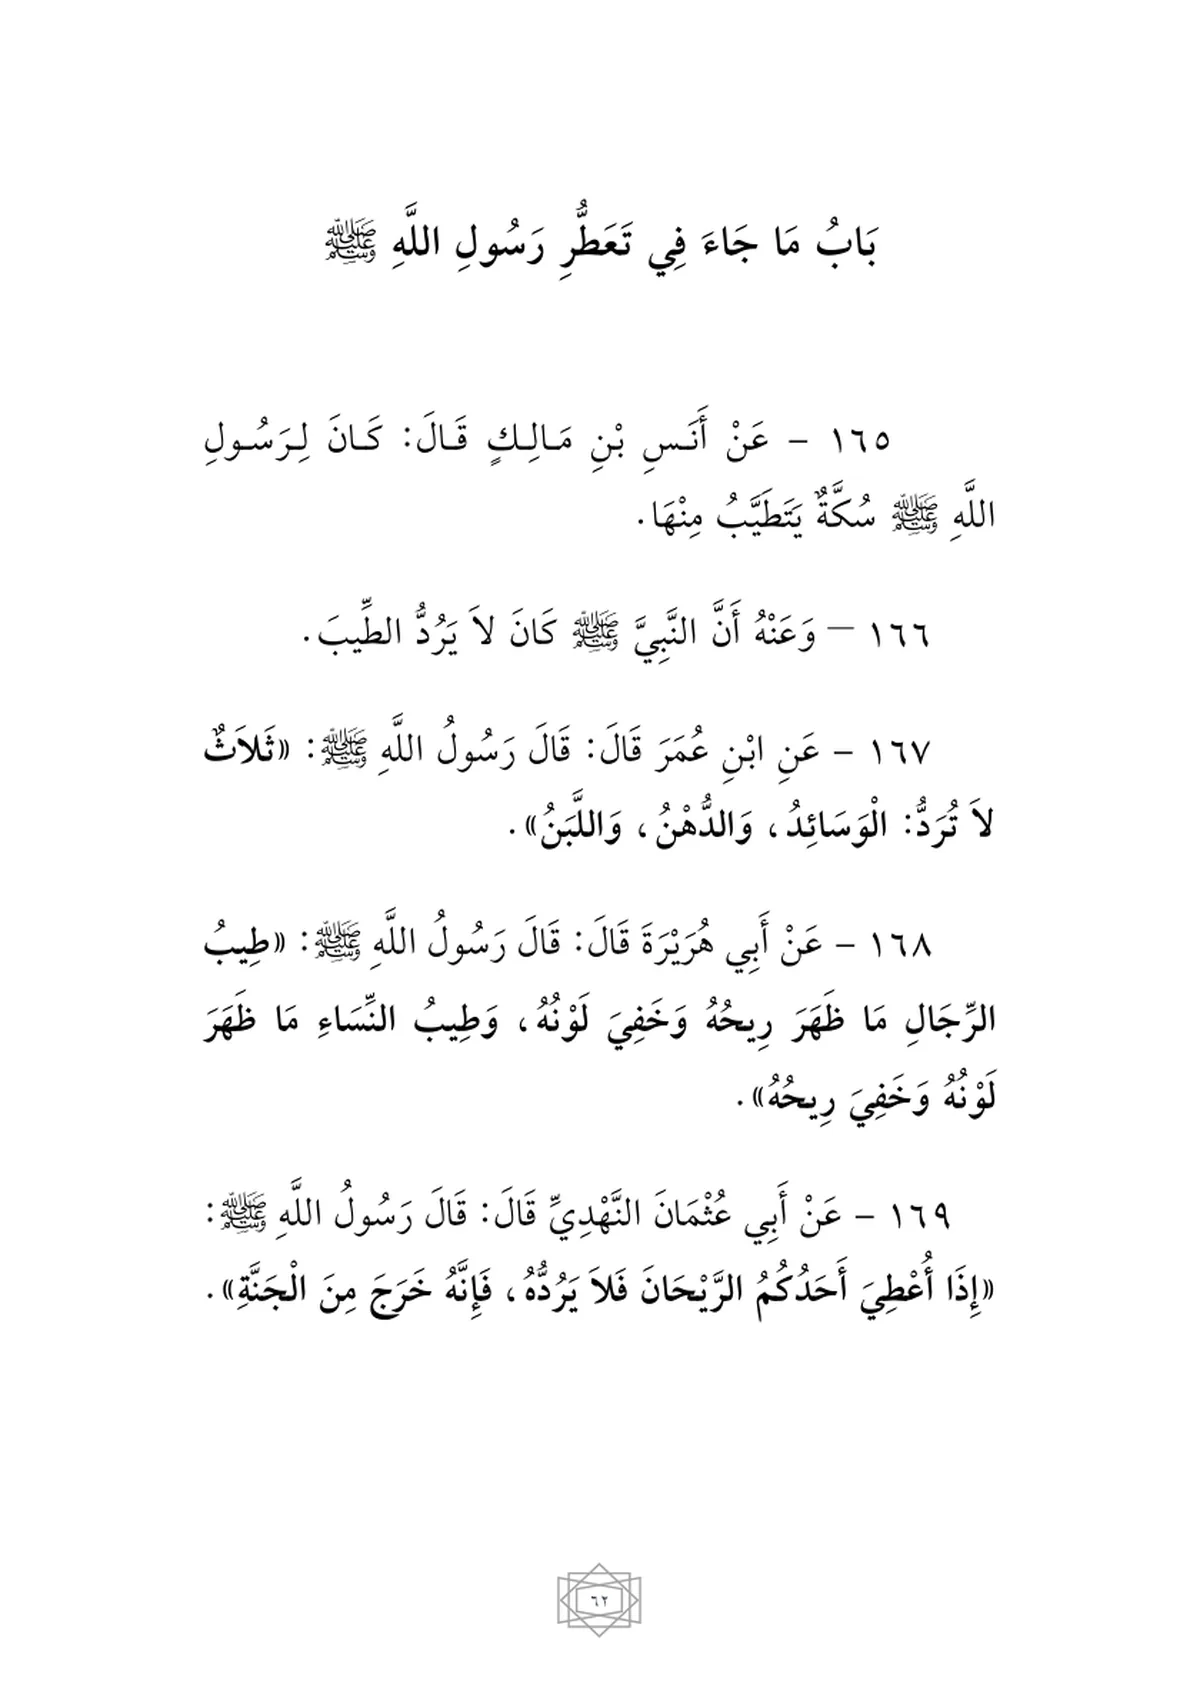 بَابُ مَا جَاءَ فِي تَعَطُّرِ رَسُولِ اللَّهِ ﷺ
١٦٥ – عَنْ أَنَسِ بْنِ مَالِكٍ قَالَ: كَانَ لِرَسُولِ
اللَّهِ ﷺ سُكَّةٌ يَتَطَيَّبُ مِنْهَا.
١٦٦ – وَعَنْهُ أَنَّ النَّبِيَّ ﷺ كَانَ لاَ يَرُدُّ الطِّيبَ.
١٦٧ – عَنِ ابْنِ عُمَرَ قَالَ: قَالَ رَسُولُ اللَّهِ ﷺ: «ثَلاَثٌ
لاَ تُرَدُّ: الْوَسَائِدُ، وَالدُّهْنُ، وَاللَّبَنُ».
١٦٨ – عَنْ أَبِي هُرَيْرَةَ قَالَ: قَالَ رَسُولُ اللَّهِ ﷺ: «طِيبُ
الرِّجَالِ مَا ظَهَرَ رِيحُهُ وَخَفِيَ لَوْنُهُ، وَطِيبُ النِّسَاءِ مَا ظَهَرَ
لَوْنُهُ وَخَفِيَ رِيحُهُ».
١٦٩ – عَنْ أَبِي عُثْمَانَ النَّهْدِيِّ قَالَ: قَالَ رَسُولُ اللَّهِ ﷺ:
«إِذَا أُعْطِيَ أَحَدُكُمُ الرَّيْحَانَ فَلاَ يَرُدُّهُ، فَإِنَّهُ خَرَجَ مِنَ الْجَنَّةِ».
٦٢